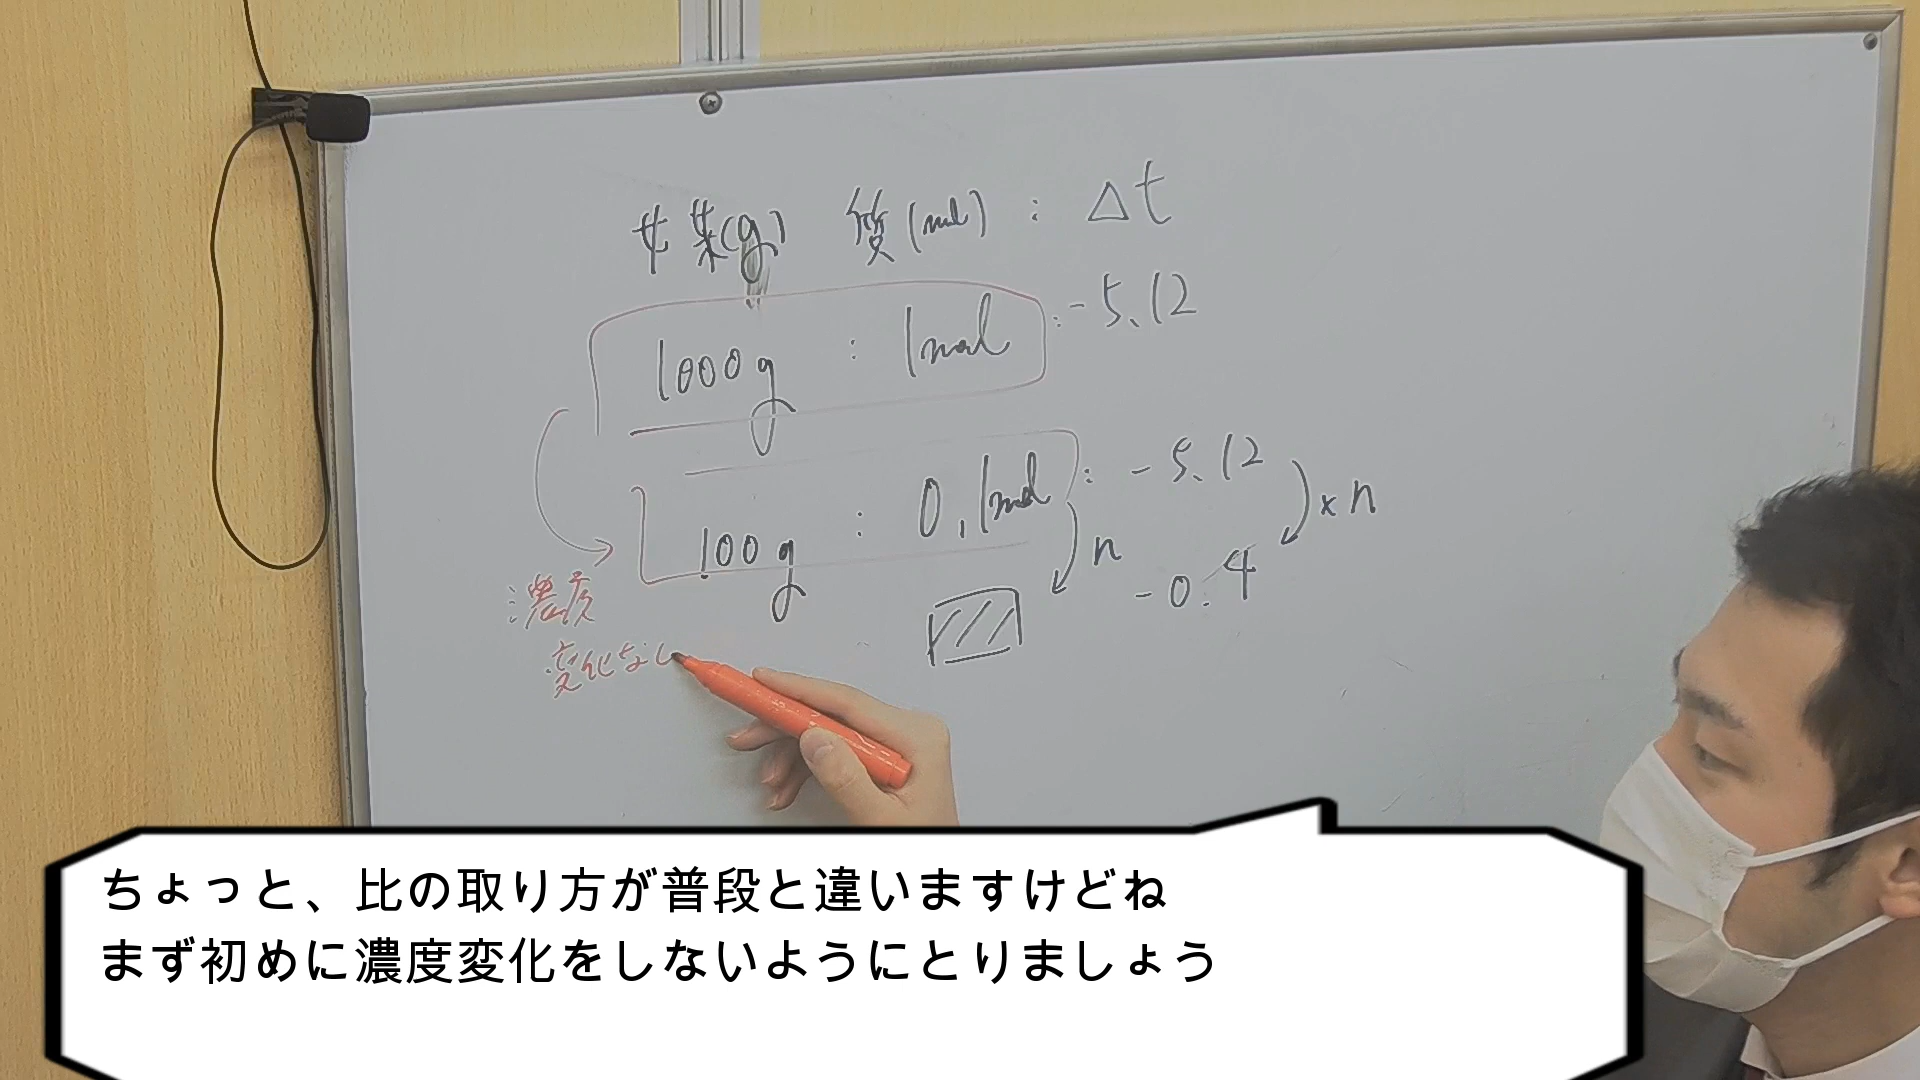 媒(g) 質(mol) : Δt
1000g : 1mol : -5.12
100g : 0.1mol : -5.12
n ×n
-0.4
濃度
変化なし
ちょっと、比の取り方が普段と違いますけどね
まず初めに濃度変化をしないようにとりましょう